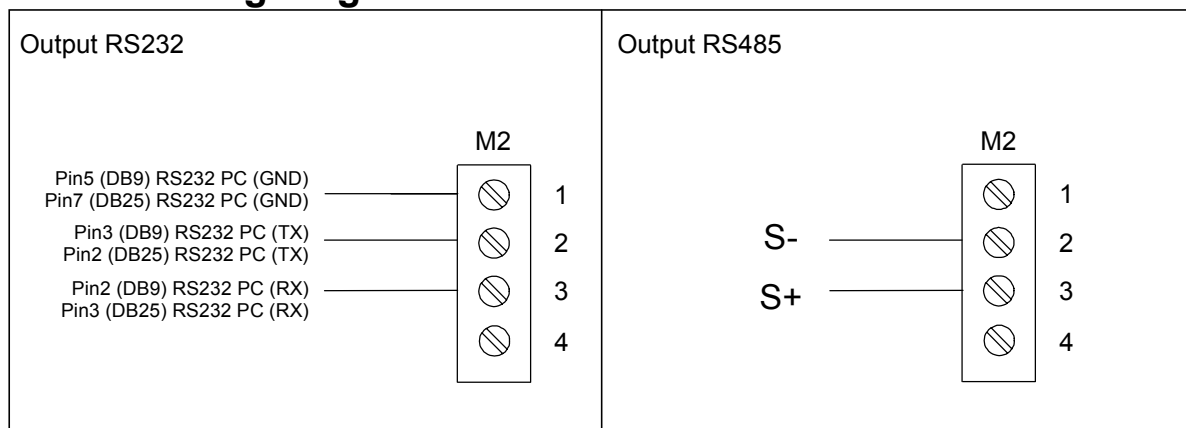 Output RS232
M2
Pin5 (DB9) RS232 PC (GND)
Pin7 (DB25) RS232 PC (GND)
1
Pin3 (DB9) RS232 PC (TX)
Pin2 (DB25) RS232 PC (TX)
2
Pin2 (DB9) RS232 PC (RX)
Pin3 (DB25) RS232 PC (RX)
3
4
Output RS485
M2
1
S-
2
S+
3
4